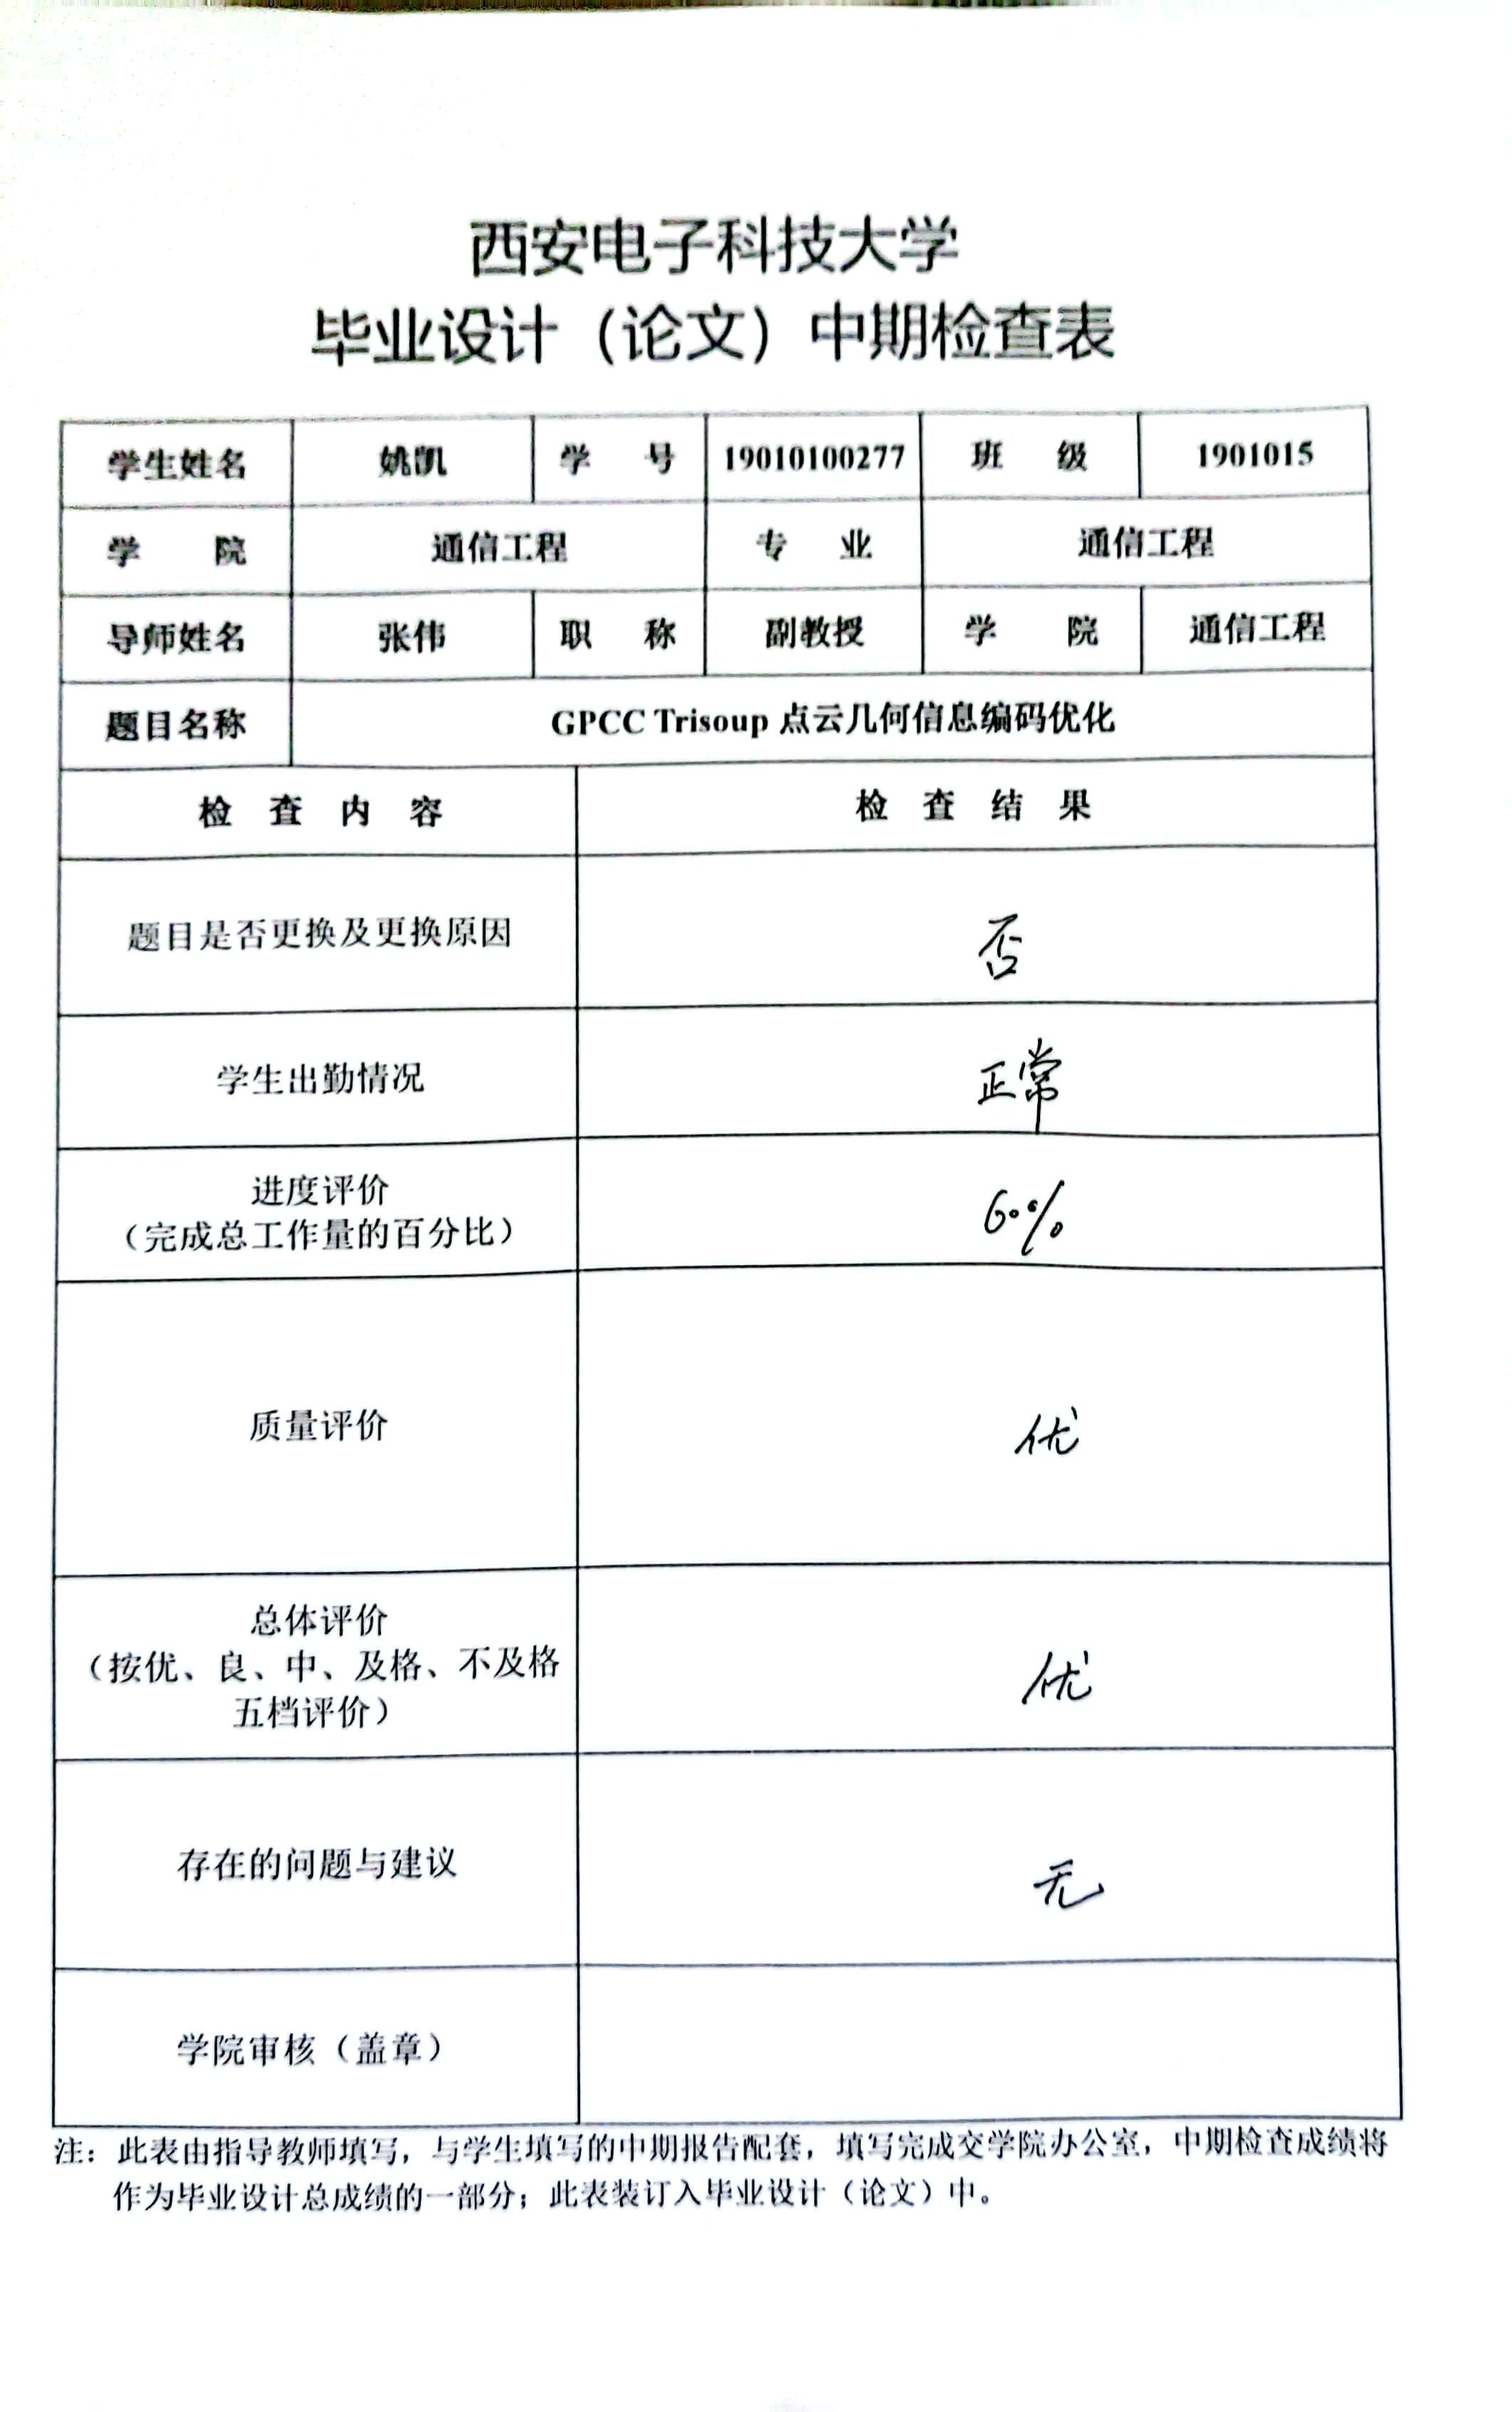 西安电子科技大学
毕业设计（论文）中期检查表
学生姓名 姚凯 学 号 19010100277 班 级 1901015
学 院 通信工程 专 业 通信工程
导师姓名 张伟 职 称 副教授 学 院 通信工程
题目名称 GPCC Trisoup 点云几何信息编码优化
检 查 内 容 检 查 结 果
题目是否更换及更换原因 否
学生出勤情况 正常
进度评价
（完成总工作量的百分比） 60%
质量评价 优
总体评价
（按优、良、中、及格、不及格 优
五档评价）
存在的问题与建议 无
学院审核（盖章）
注：此表由指导教师填写，与学生填写的中期报告配套，填写完成交学院办公室，中期检查成绩将
作为毕业设计总成绩的一部分；此表装订入毕业设计（论文）中。